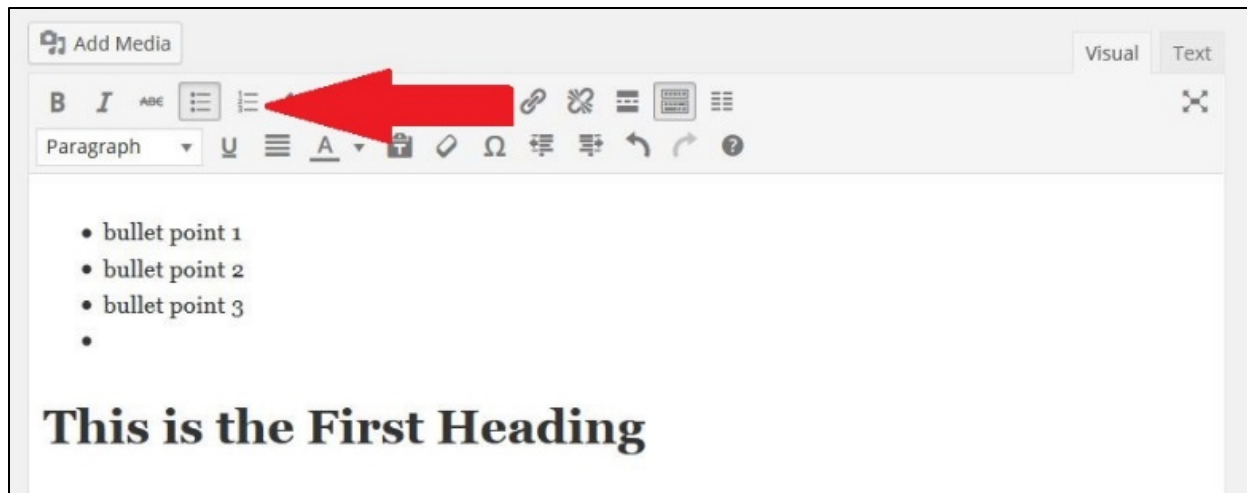 Add Media
Visual Text
B I ABC
Paragraph U A T Ω ?
bullet point 1
bullet point 2
bullet point 3
This is the First Heading